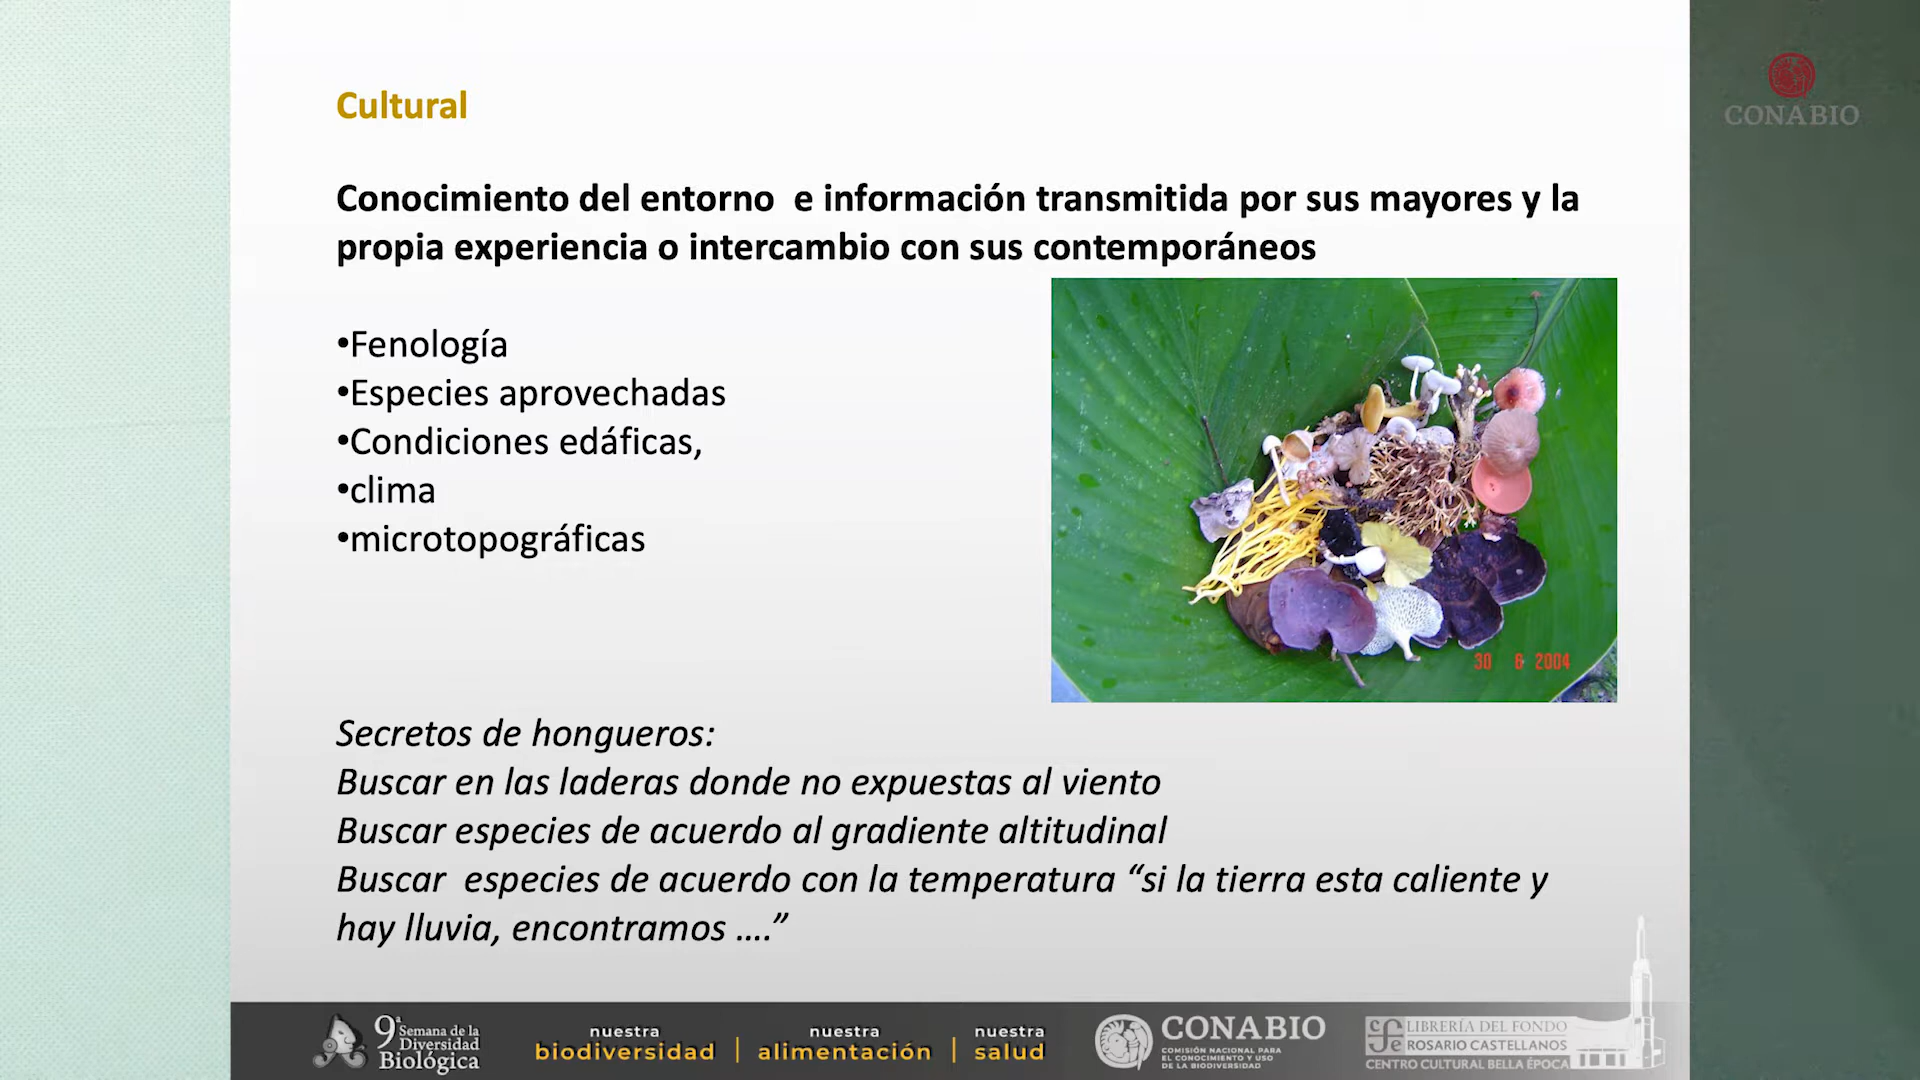 CONABIO
Cultural
Conocimiento del entorno e información transmitida por sus mayores y la
propia experiencia o intercambio con sus contemporáneos
•Fenología
•Especies aprovechadas
•Condiciones edáficas,
•clima
•microtopográficas
30 6 2004
Secretos de hongueros:
Buscar en las laderas donde no expuestas al viento
Buscar especies de acuerdo al gradiente altitudinal
Buscar especies de acuerdo con la temperatura “si la tierra esta caliente y
hay lluvia, encontramos ....”
9ª Semana de la
Diversidad
Biológica
nuestra biodiversidad | nuestra alimentación | nuestra salud
CONABIO
COMISIÓN NACIONAL PARA
EL CONOCIMIENTO Y USO
DE LA BIODIVERSIDAD
cfe
LIBRERÍA DEL FONDO
ROSARIO CASTELLANOS
CENTRO CULTURAL BELLA ÉPOCA